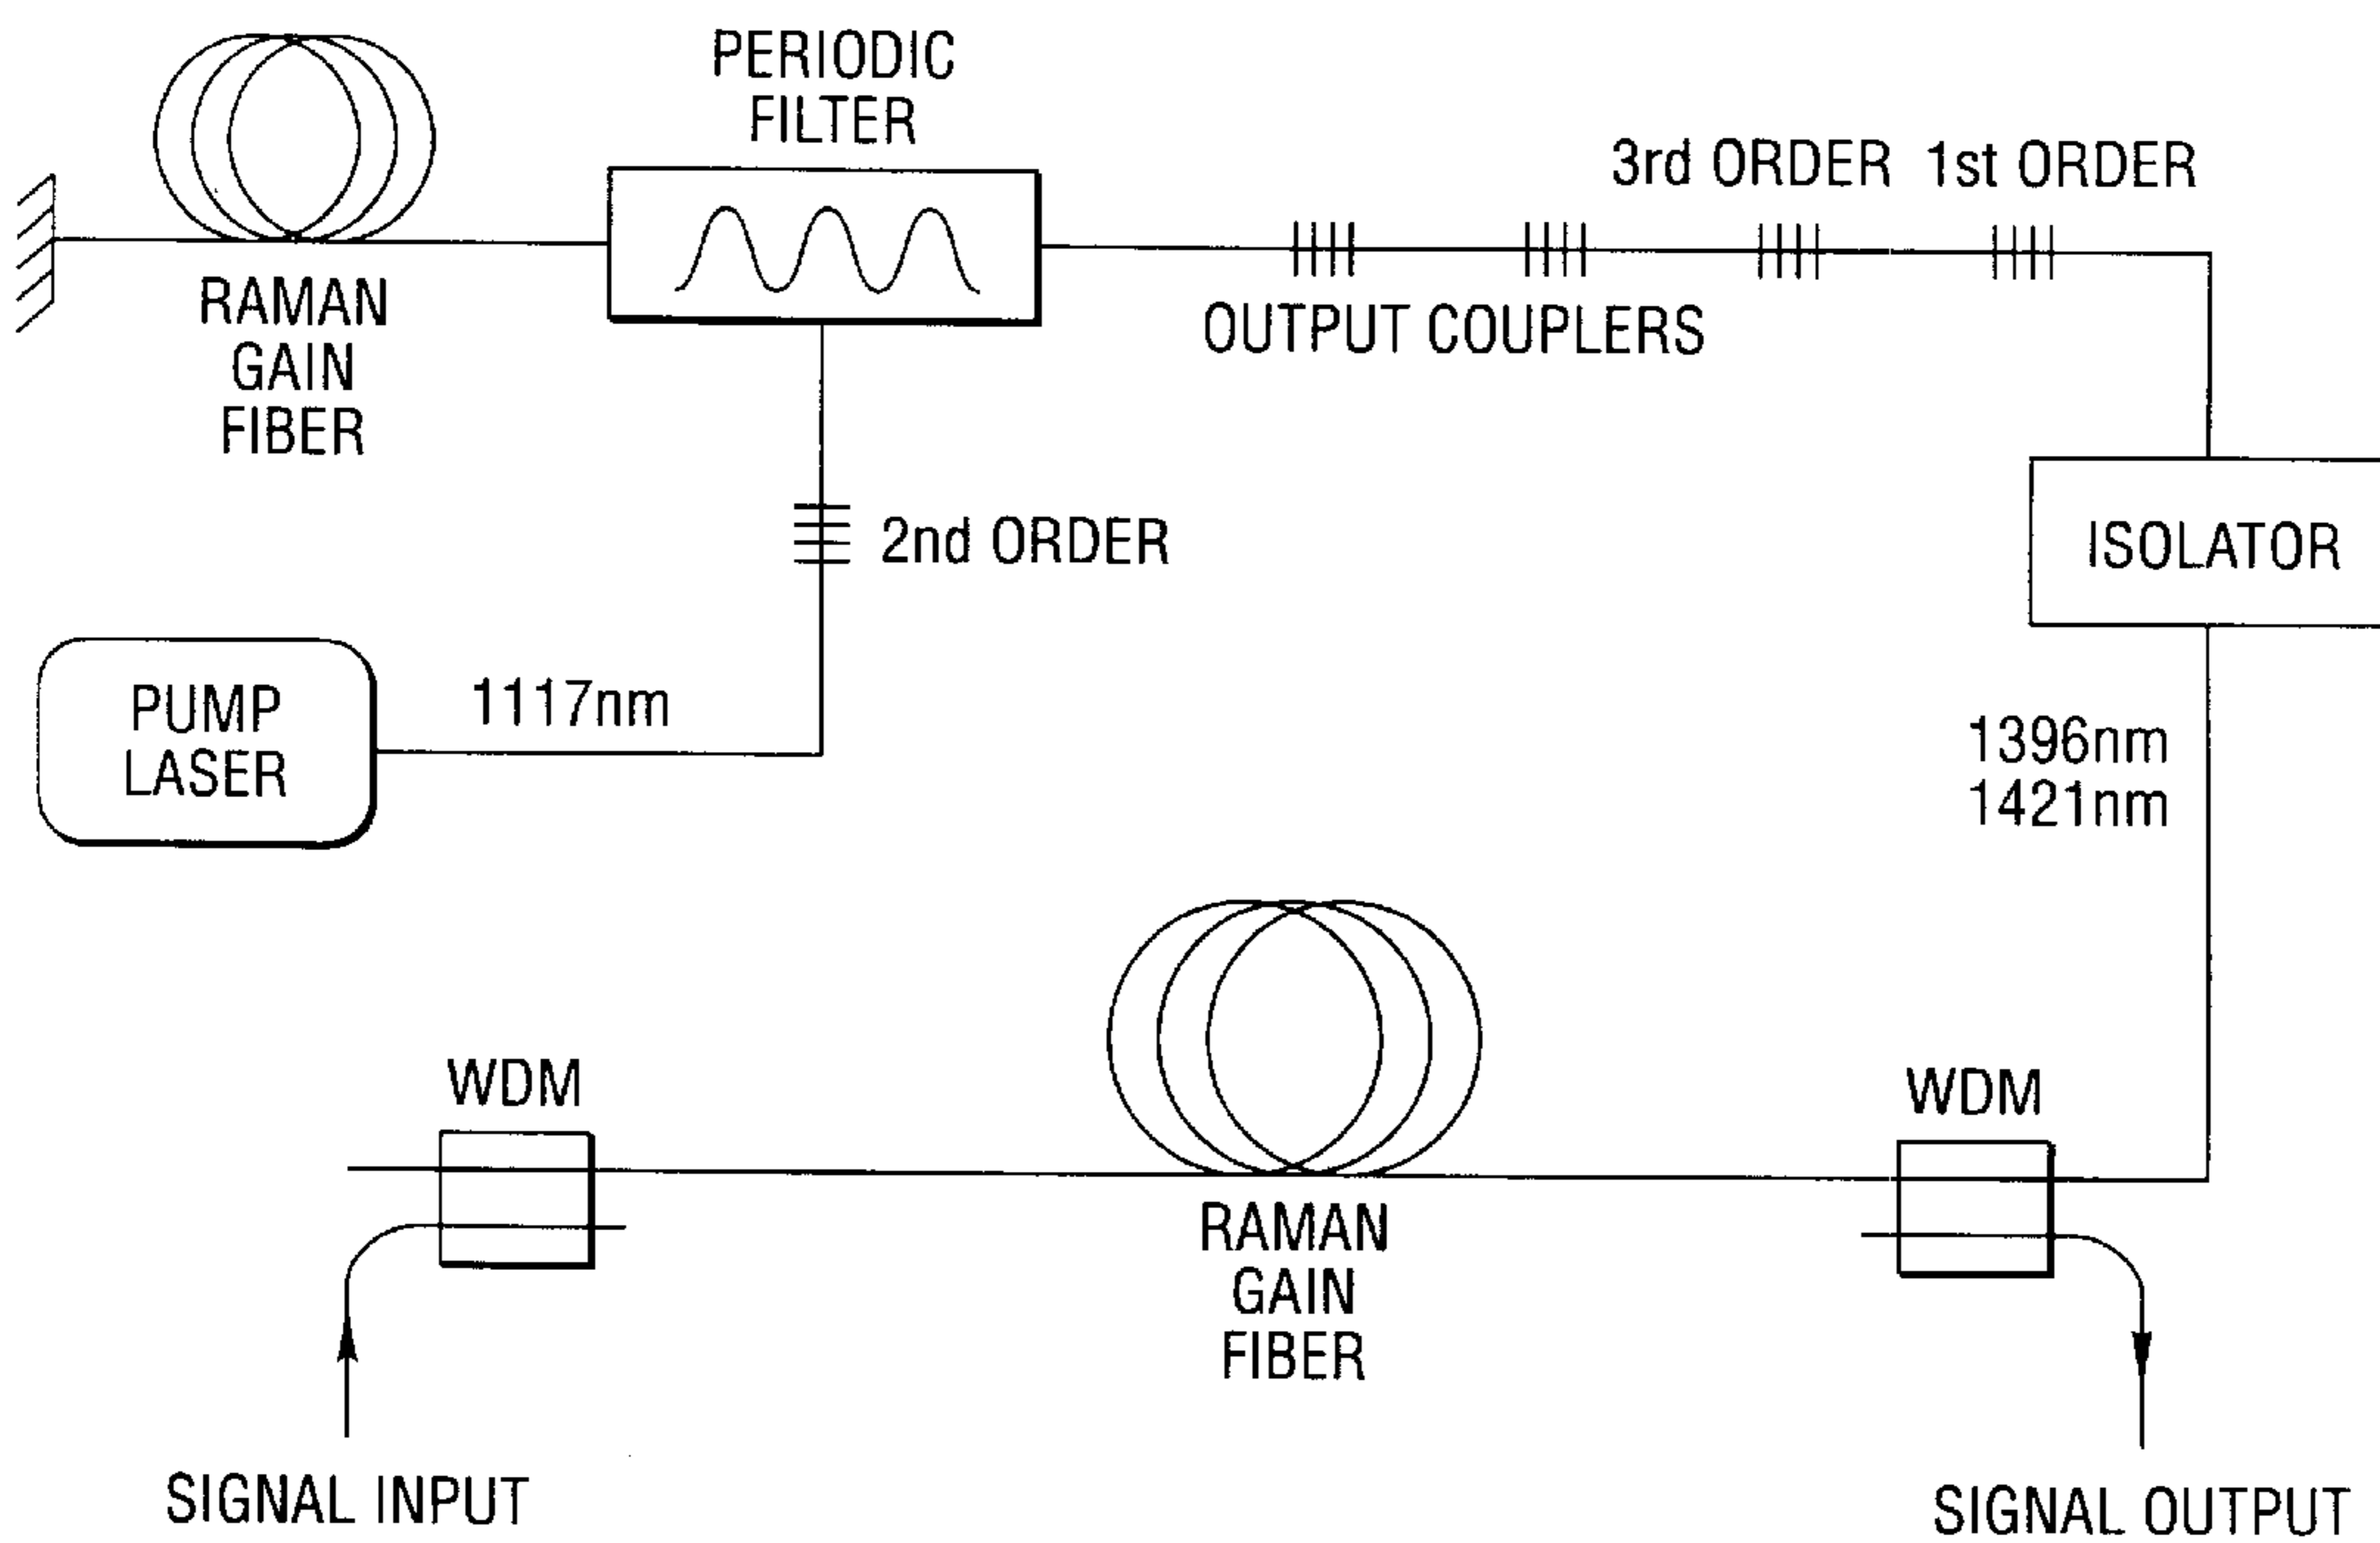 PERIODIC
FILTER
3rd ORDER 1st ORDER
RAMAN
GAIN
FIBER
OUTPUT COUPLERS
2nd ORDER
ISOLATOR
PUMP
LASER
1117nm
1396nm
1421nm
WDM
WDM
RAMAN
GAIN
FIBER
SIGNAL INPUT
SIGNAL OUTPUT